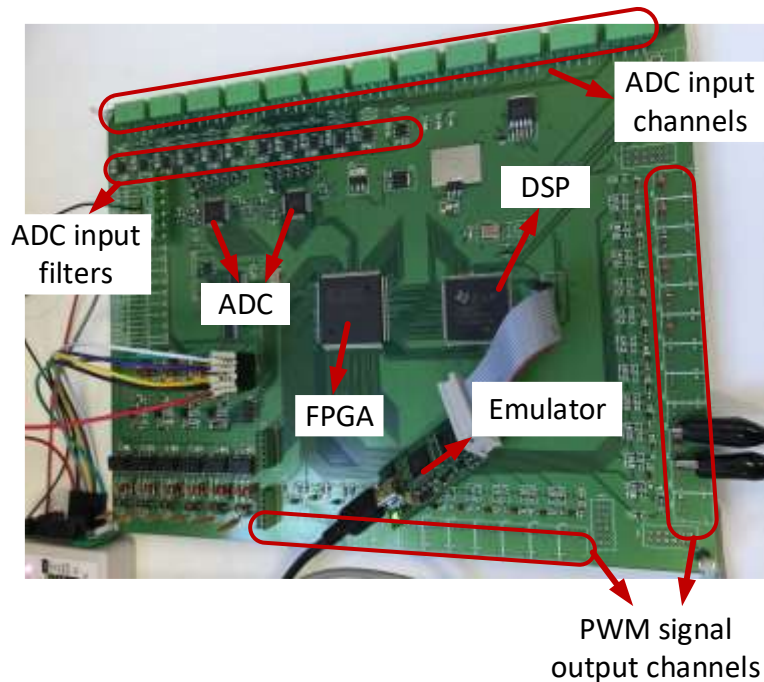 ADC input
channels
DSP
ADC input
filters
ADC
FPGA
Emulator
PWM signal
output channels